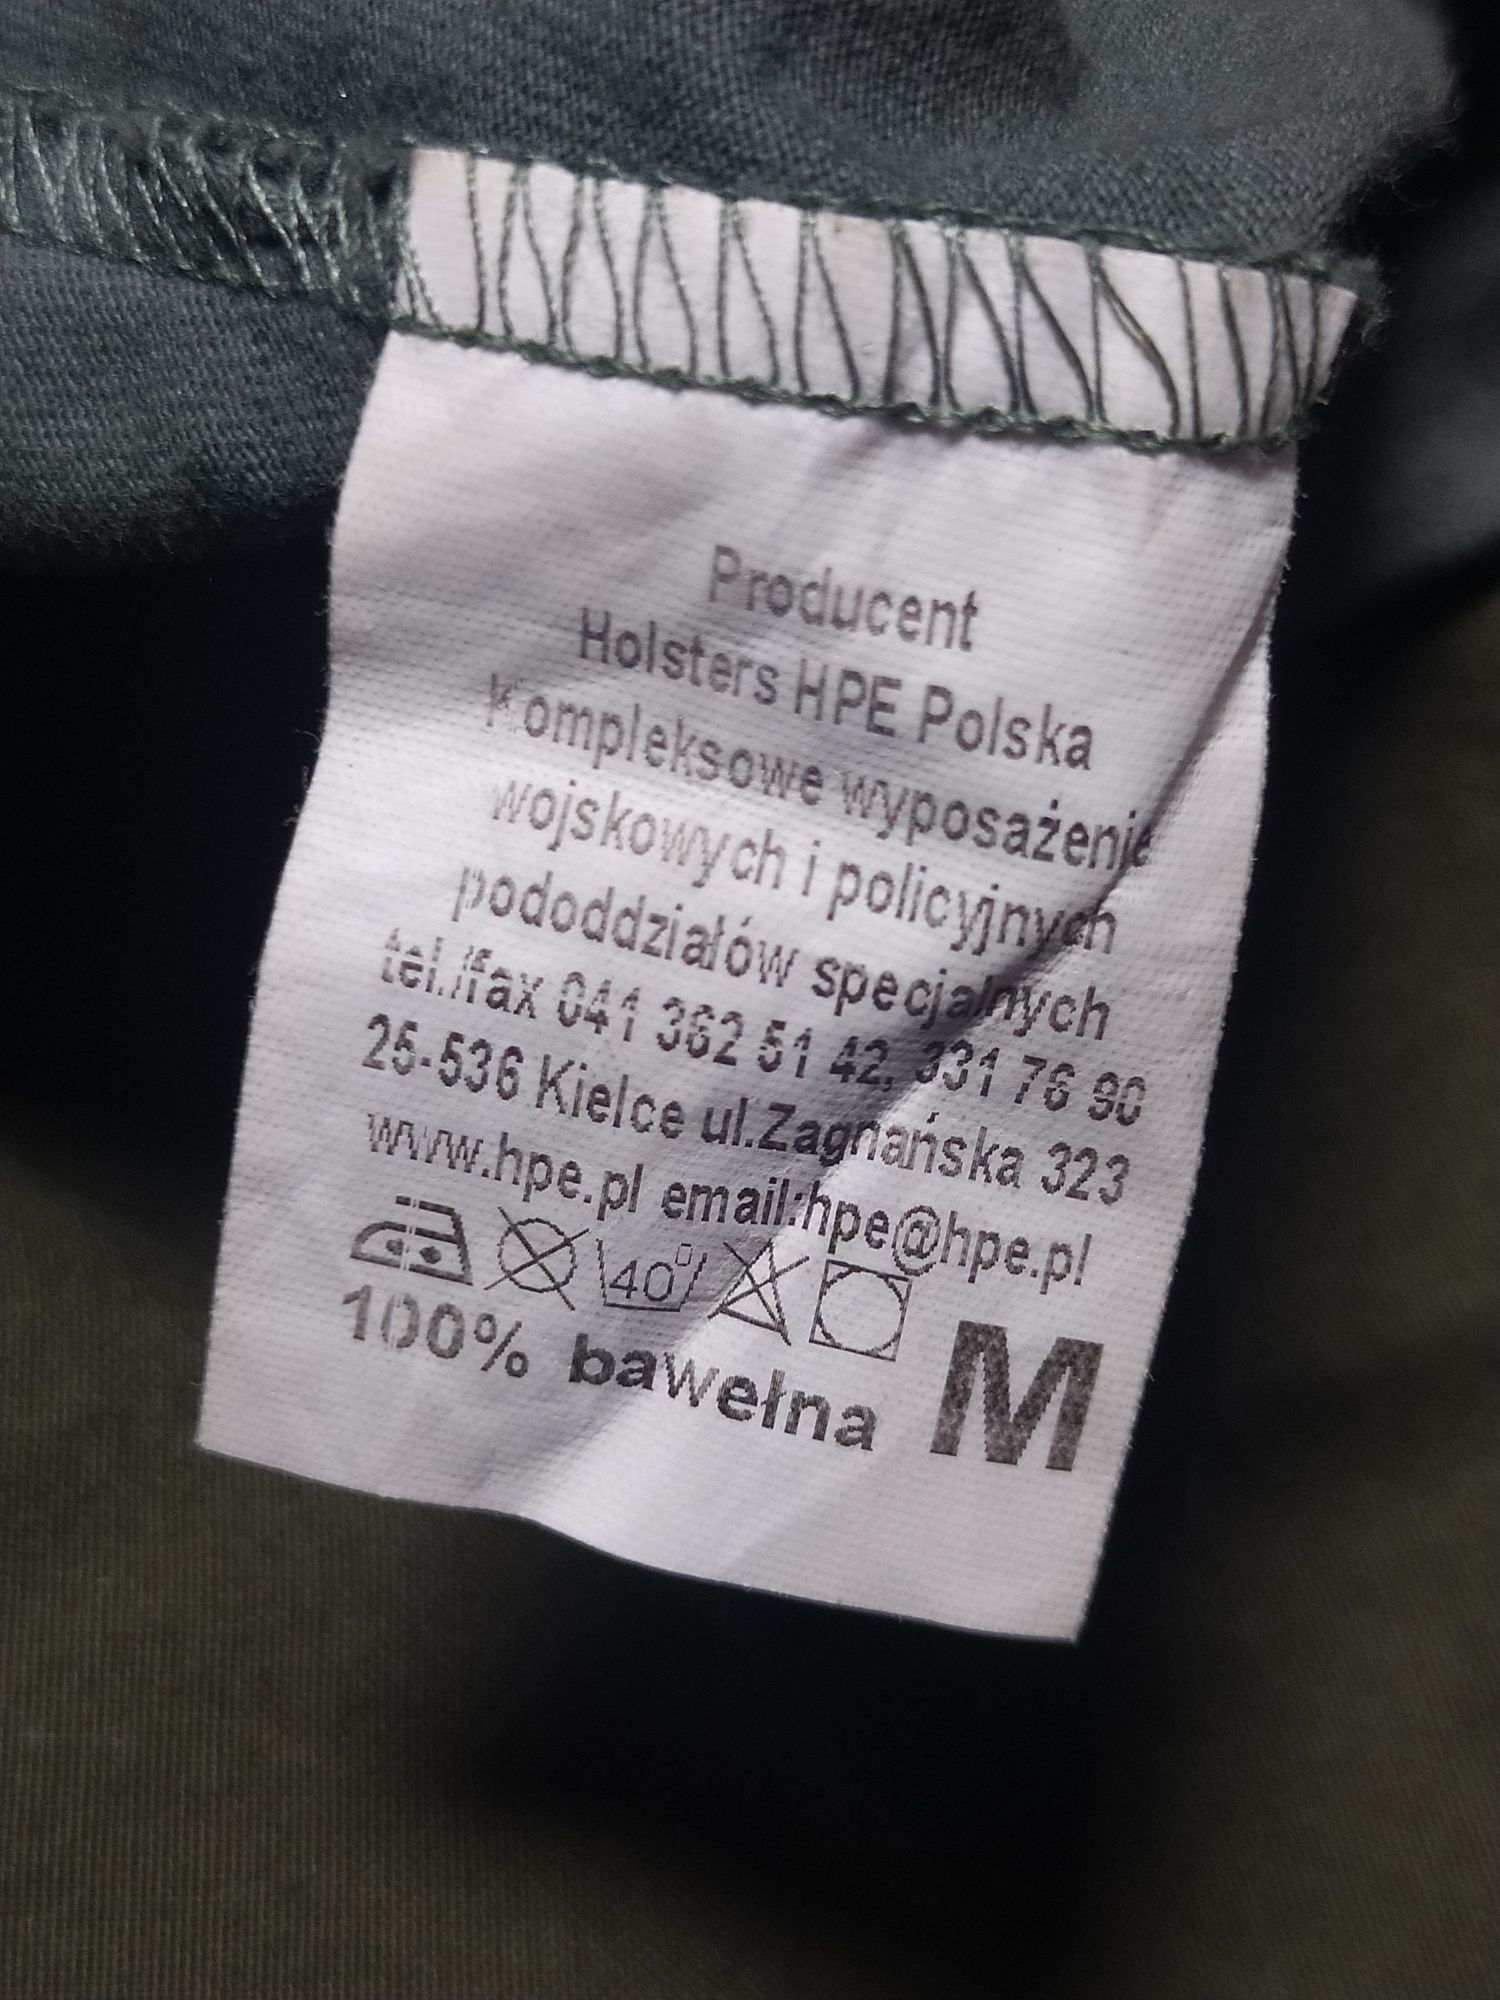 Producent
Holsters HPE Polska
Kompleksowe wyposażenie
wojskowych i policyjnych
pododdziałów specjalnych
tel./fax 041 362 51 42, 331 76 90
25-536 Kielce ul.Zagnańska 323
www.hpe.pl email:hpe@hpe.pl
40°
100% bawełna M